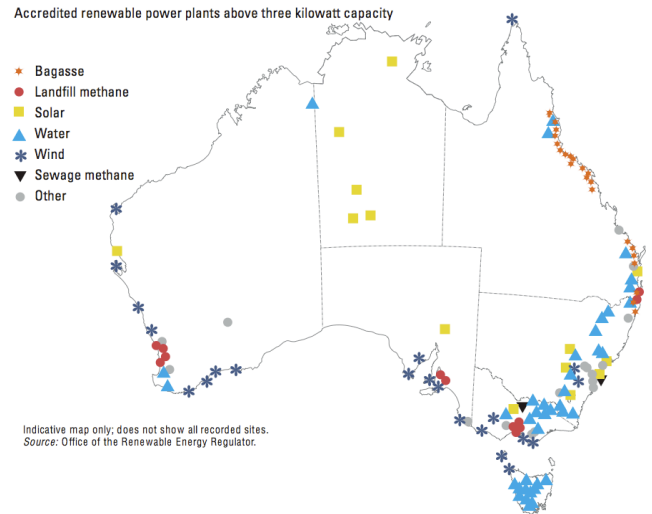 Accredited renewable power plants above three kilowatt capacity
Bagasse
Landfill methane
Solar
Water
Wind
Sewage methane
Other
Indicative map only; does not show all recorded sites.
Source: Office of the Renewable Energy Regulator.